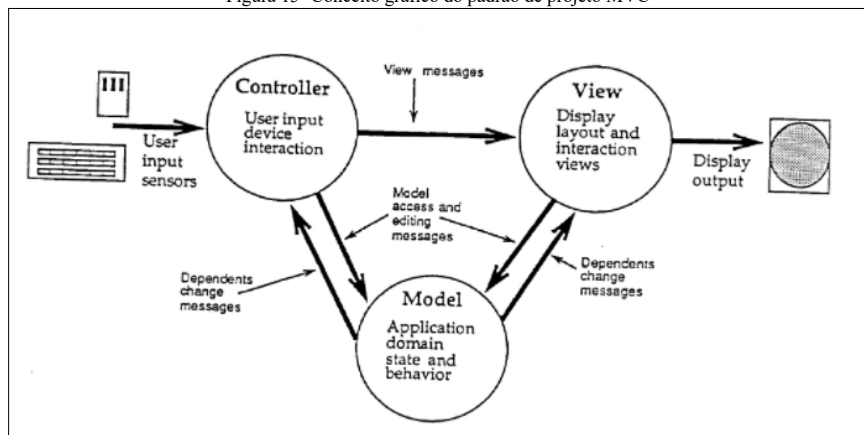 Figura 15- Conceito gráfico do padrão de projeto MVC
View messages
Controller
User input
device
interaction
View
Display
layout and
interaction
views
User
input
sensors
Display
output
Model
access and
editing
messages
Dependents
change
messages
Dependents
change
messages
Model
Application
domain
state and
behavior